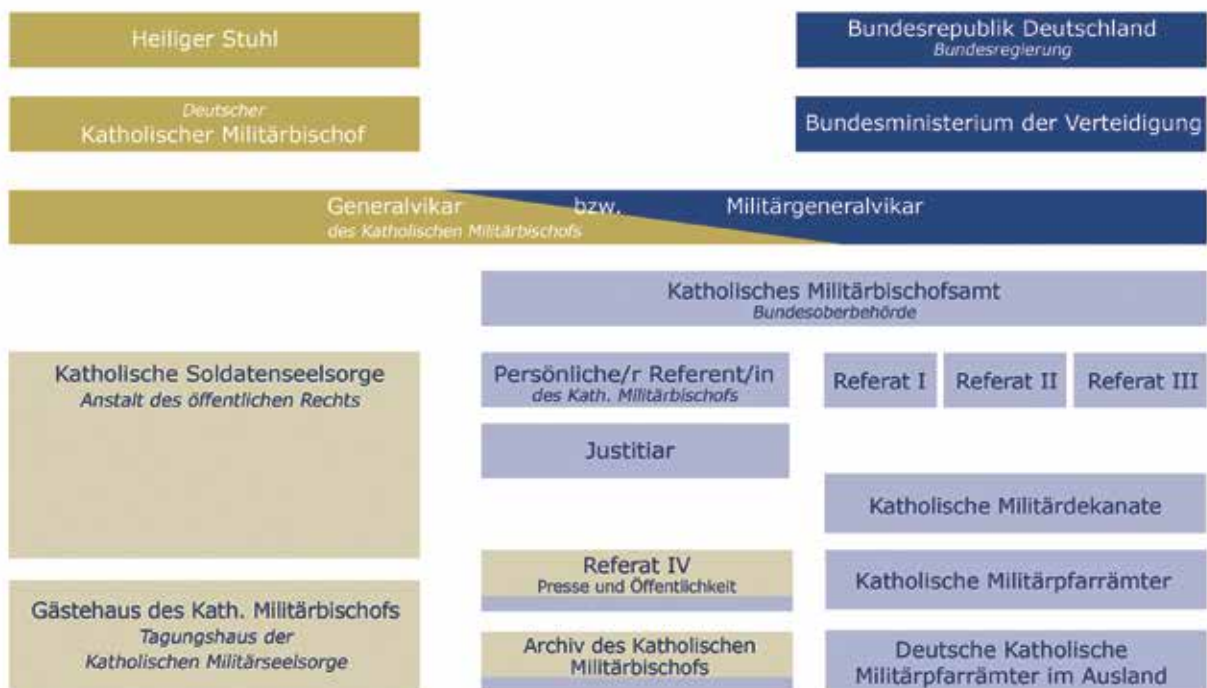 Heiliger Stuhl
Bundesrepublik Deutschland
Bundesregierung
Deutscher
Katholischer Militärbischof
Bundesministerium der Verteidigung
Generalvikar bzw. Militärgeneralvikar
des Katholischen Militärbischofs
Katholisches Militärbischofsamt
Bundesoberbehörde
Katholische Soldatenseelsorge
Anstalt des öffentlichen Rechts
Persönliche/r Referent/in
des Kath. Militärbischofs
Referat I
Referat II
Referat III
Justitiar
Katholische Militärdekanate
Referat IV
Presse und Öffentlichkeit
Katholische Militärpfarrämter
Gästehaus des Kath. Militärbischofs
Tagungshaus der
Katholischen Militärseelsorge
Archiv des Katholischen
Militärbischofs
Deutsche Katholische
Militärpfarrämter im Ausland